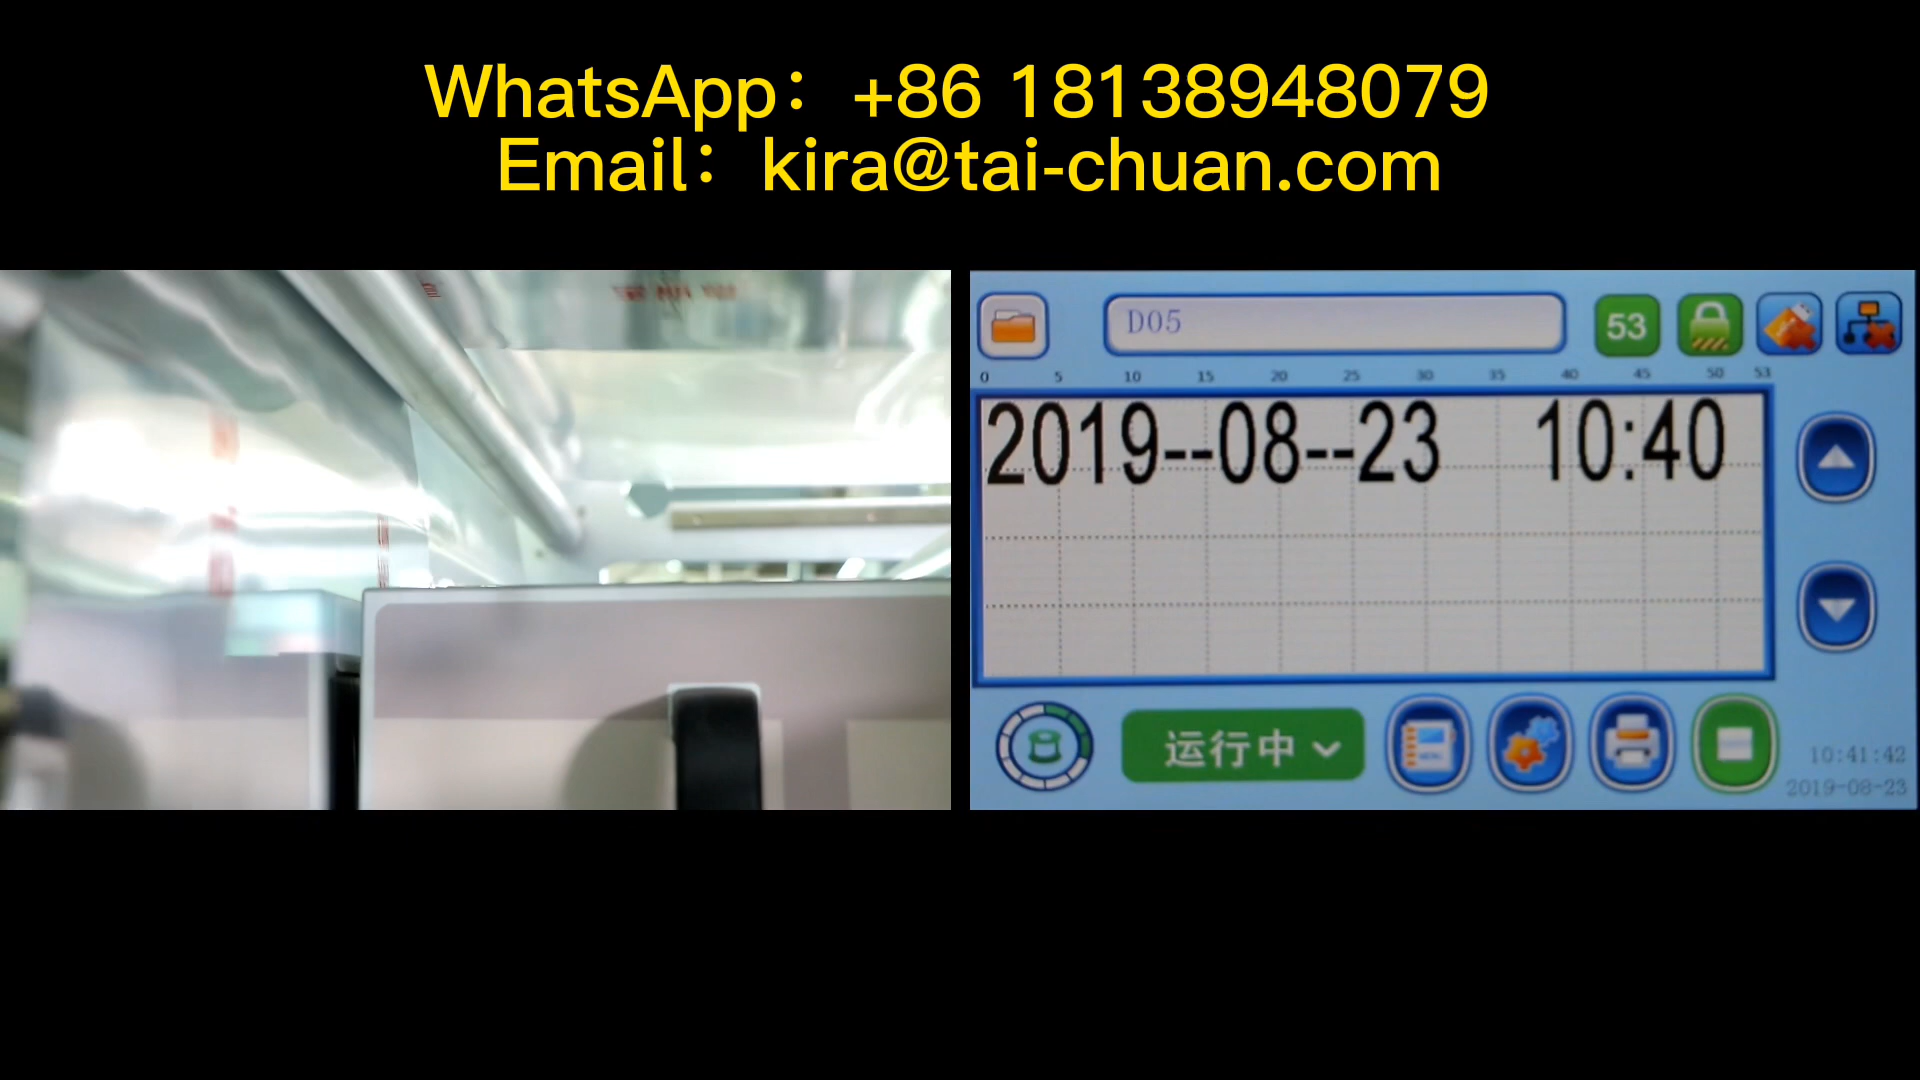 WhatsApp：+86 18138948079
Email：kira@tai-chuan.com
D05
53
0 5 10 15 20 25 30 35 40 45 50 53
2019--08--23 10:40
运行中
10:41:42
2019-08-23